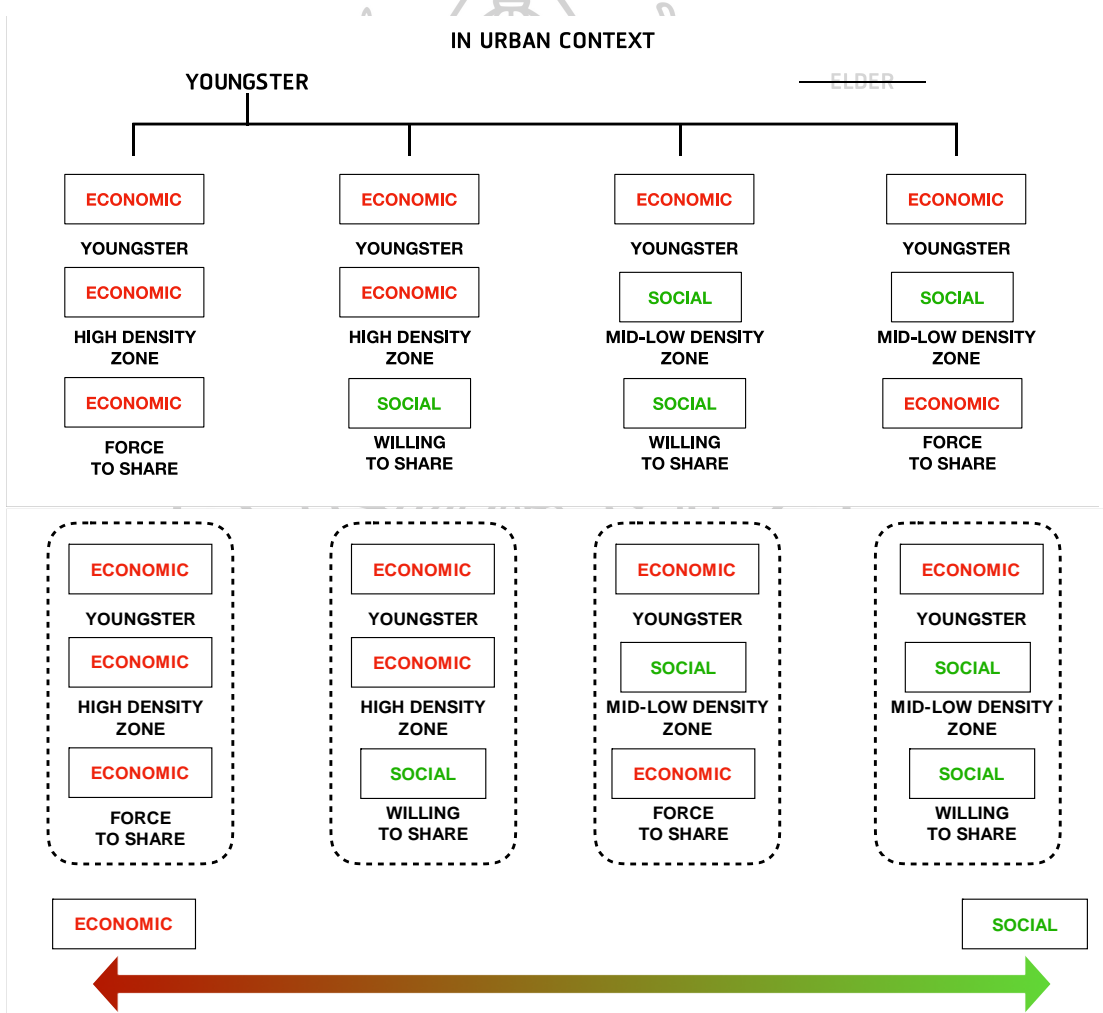 IN URBAN CONTEXT
YOUNGSTER
ELDER
ECONOMIC ECONOMIC ECONOMIC ECONOMIC
YOUNGSTER YOUNGSTER YOUNGSTER YOUNGSTER
ECONOMIC ECONOMIC SOCIAL SOCIAL
HIGH DENSITY HIGH DENSITY MID-LOW DENSITY MID-LOW DENSITY
ZONE ZONE ZONE ZONE
ECONOMIC SOCIAL SOCIAL ECONOMIC
FORCE WILLING WILLING FORCE
TO SHARE TO SHARE TO SHARE TO SHARE
ECONOMIC ECONOMIC ECONOMIC ECONOMIC
YOUNGSTER YOUNGSTER YOUNGSTER YOUNGSTER
ECONOMIC ECONOMIC SOCIAL SOCIAL
HIGH DENSITY HIGH DENSITY MID-LOW DENSITY MID-LOW DENSITY
ZONE ZONE ZONE ZONE
ECONOMIC SOCIAL ECONOMIC SOCIAL
FORCE WILLING FORCE WILLING
TO SHARE TO SHARE TO SHARE TO SHARE
ECONOMIC SOCIAL